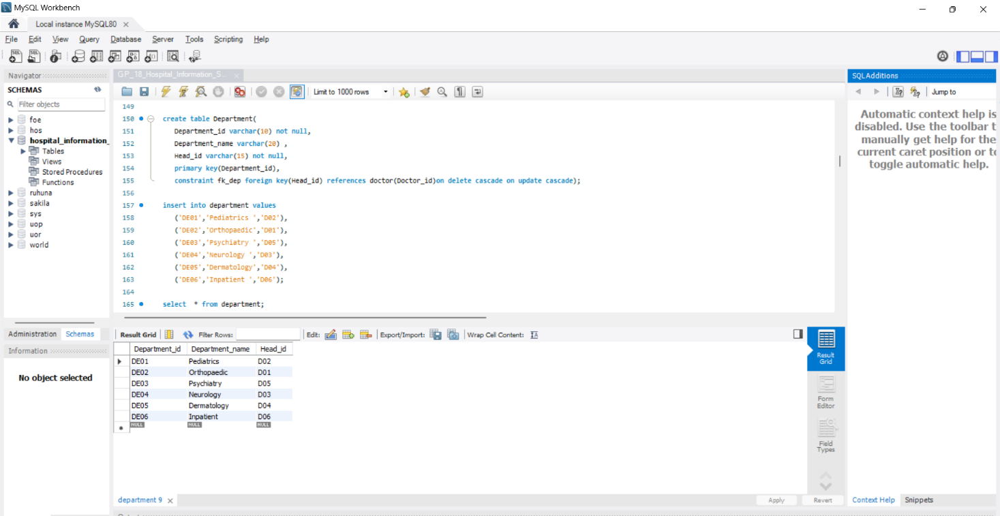 MySQL Workbench
Local instance MySQL80
File Edit View Query Database Server Tools Scripting Help
Navigator
SCHEMAS
Filter objects
foe
hos
hospital_information_
Tables
Views
Stored Procedures
Functions
ruhuna
sakila
sys
uop
uor
world
Administration Schemas
Information
No object selected
GP_18_Hospital_Information_S...
Limit to 1000 rows
149
150 create table Department(
151 Department_id varchar(10) not null,
152 Department_name varchar(20) ,
153 Head_id varchar(15) not null,
154 primary key(Department_id),
155 constraint fk_dep foreign key(Head_id) references doctor(Doctor_id)on delete cascade on update cascade);
156
157 insert into department values
158 ('DE01','Pediatrics ','D02'),
159 ('DE02','Orthopaedic','D01'),
160 ('DE03','Psychiatry ','D05'),
161 ('DE04','Neurology ','D03'),
162 ('DE05','Dermatology','D04'),
163 ('DE06','Inpatient ','D06');
164
165 select * from department;
Result Grid Filter Rows: Edit: Export/Import: Wrap Cell Content:
Department_id Department_name Head_id
DE01 Pediatrics D02
DE02 Orthopaedic D01
DE03 Psychiatry D05
DE04 Neurology D03
DE05 Dermatology D04
DE06 Inpatient D06
NULL NULL NULL
Result
Grid
Form
Editor
Field
Types
department 9
Apply Revert
SQLAdditions
Jump to
Automatic context help is
disabled. Use the toolbar t
manually get help for the
current caret position or to
toggle automatic help.
Context Help Snippets